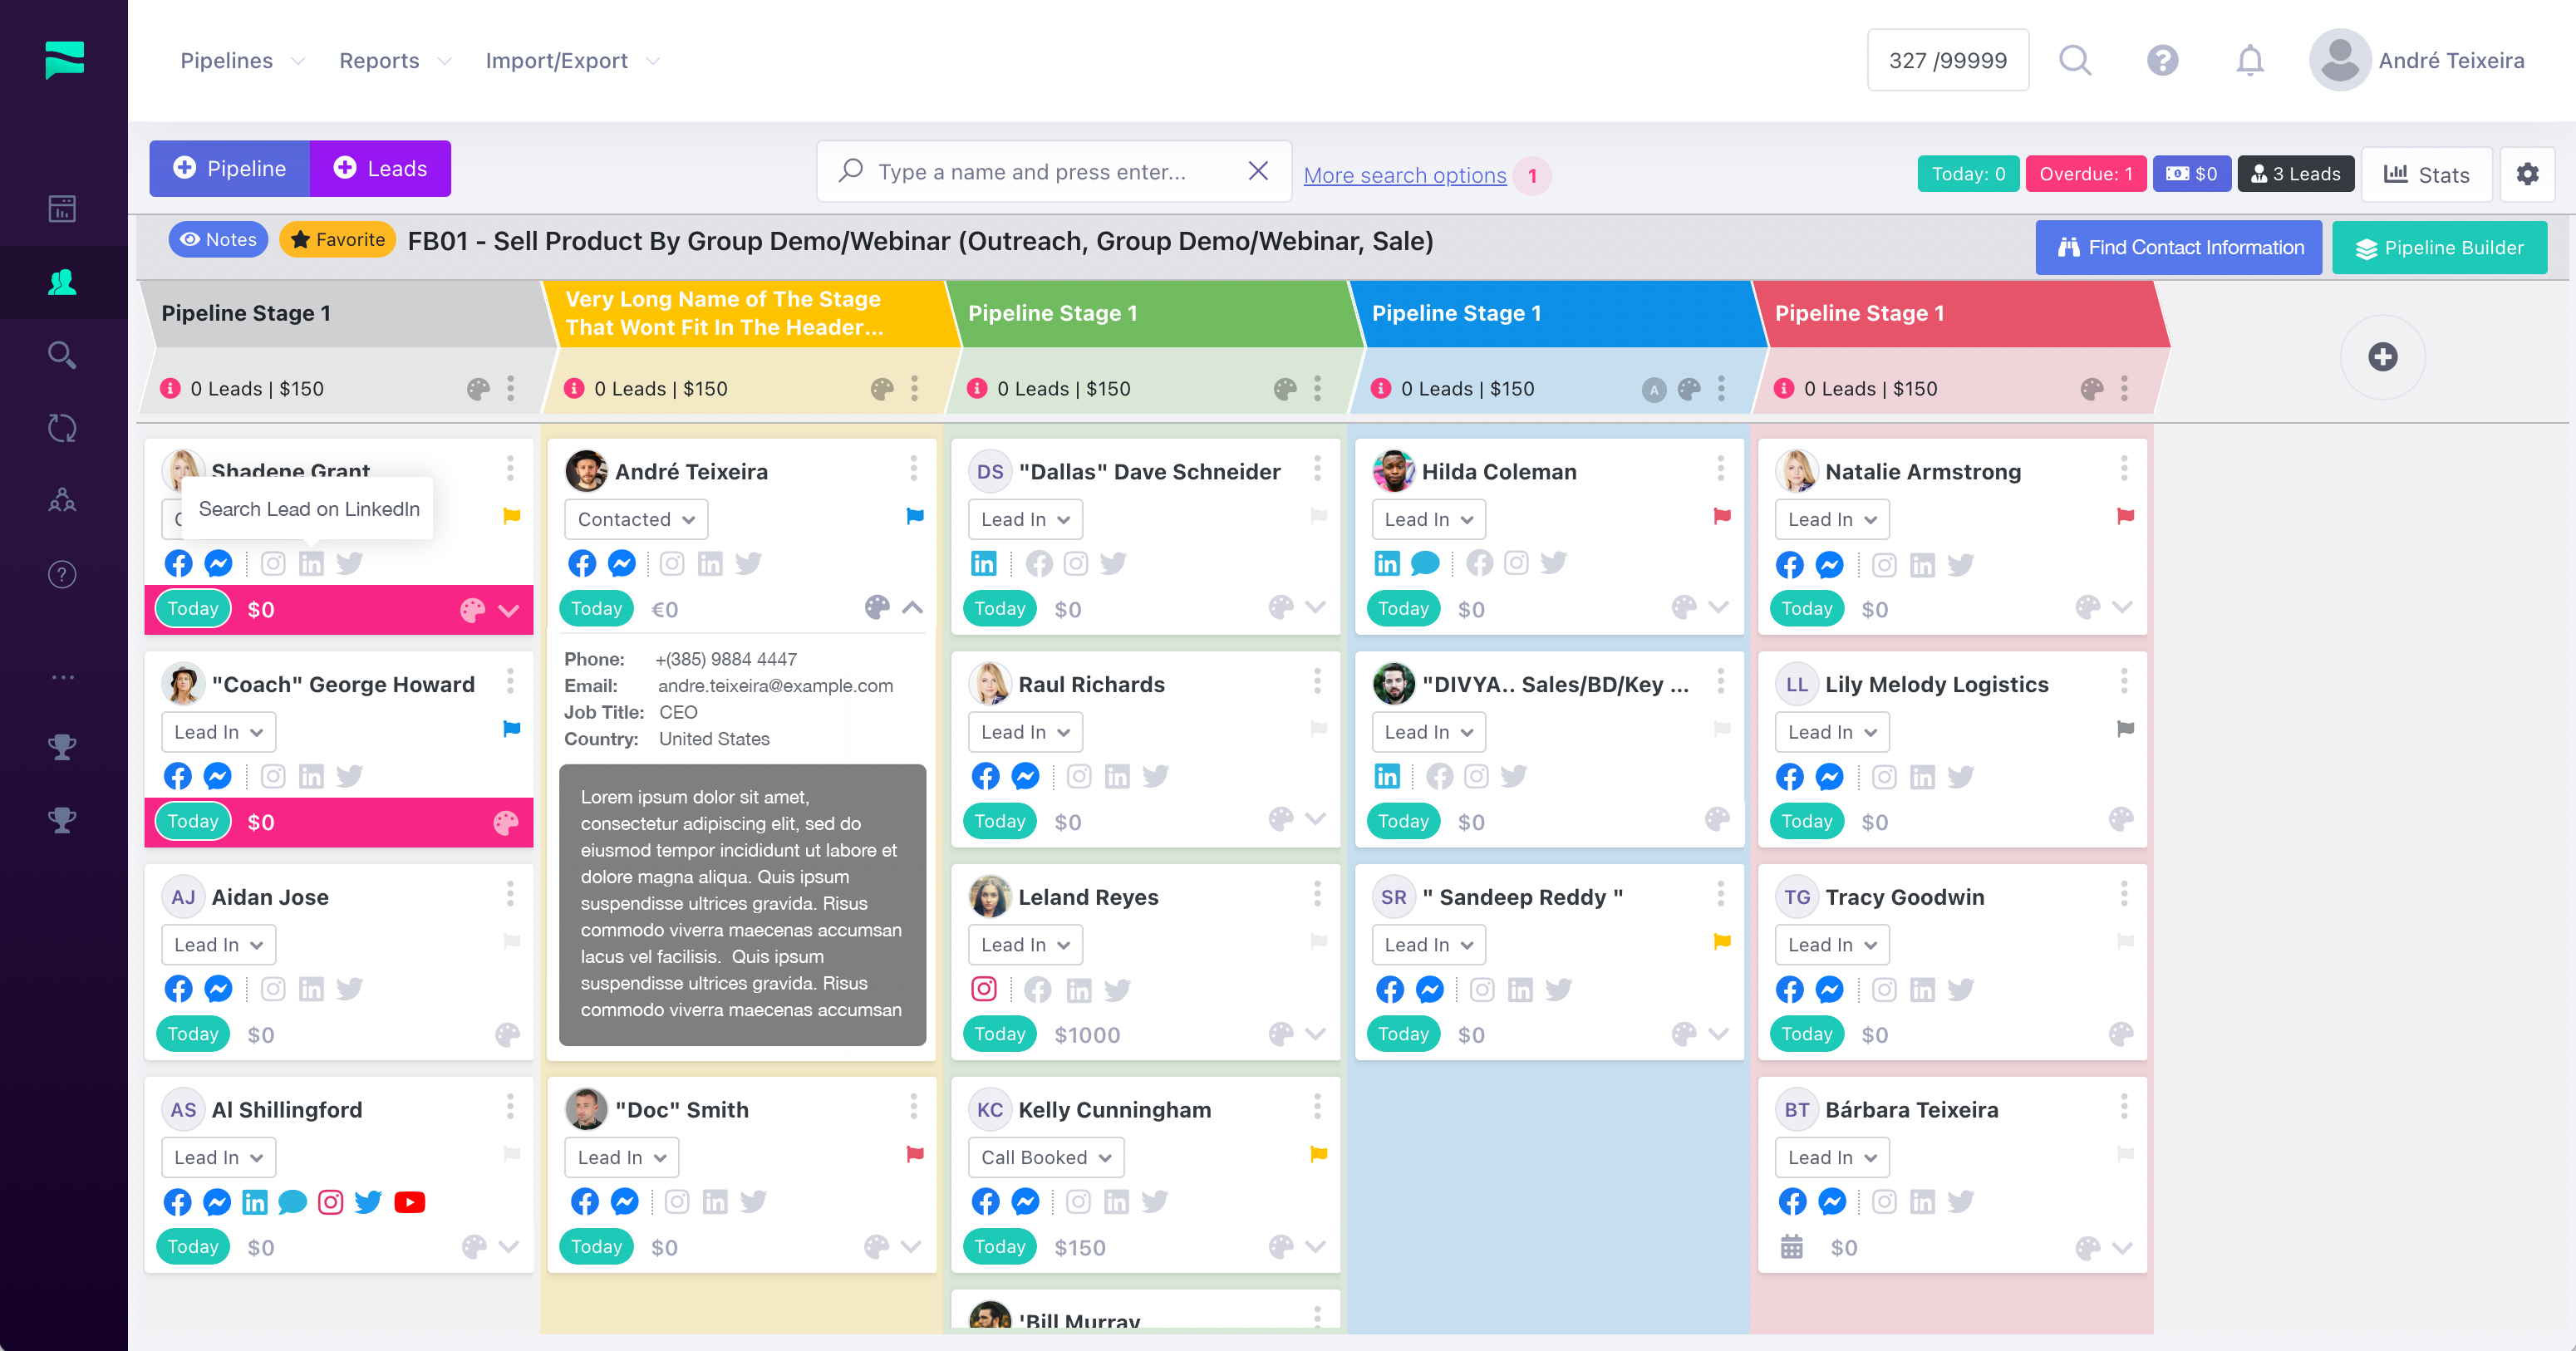 Pipelines
Reports
Import/Export
327 /99999
André Teixeira
Pipeline
Leads
Type a name and press enter...
More search options
1
Today: 0
Overdue: 1
$0
3 Leads
Stats
Notes
Favorite
FB01 - Sell Product By Group Demo/Webinar (Outreach, Group Demo/Webinar, Sale)
Find Contact Information
Pipeline Builder
Pipeline Stage 1
0 Leads | $150
Shadene Grant
Search Lead on LinkedIn
Today
$0
"Coach" George Howard
Lead In
Today
$0
AJ
Aidan Jose
Lead In
Today
$0
AS
Al Shillingford
Lead In
Today
$0
Very Long Name of The Stage
That Wont Fit In The Header...
0 Leads | $150
André Teixeira
Contacted
Today
€0
Phone: +(385) 9884 4447
Email: andre.teixeira@example.com
Job Title: CEO
Country: United States
Lorem ipsum dolor sit amet,
consectetur adipiscing elit, sed do
eiusmod tempor incididunt ut labore et
dolore magna aliqua. Quis ipsum
suspendisse ultrices gravida. Risus
commodo viverra maecenas accumsan
lacus vel facilisis.  Quis ipsum
suspendisse ultrices gravida. Risus
commodo viverra maecenas accumsan
"Doc" Smith
Lead In
Today
$0
Pipeline Stage 1
0 Leads | $150
DS
"Dallas" Dave Schneider
Lead In
Today
$0
Raul Richards
Lead In
Today
$0
Leland Reyes
Lead In
Today
$1000
KC
Kelly Cunningham
Call Booked
Today
$150
'Bill Murray
Pipeline Stage 1
0 Leads | $150
A
Hilda Coleman
Lead In
Today
$0
"DIVYA.. Sales/BD/Key ...
Lead In
Today
$0
SR
" Sandeep Reddy "
Lead In
Today
$0
Pipeline Stage 1
0 Leads | $150
Natalie Armstrong
Lead In
Today
$0
LL
Lily Melody Logistics
Lead In
Today
$0
TG
Tracy Goodwin
Lead In
Today
$0
BT
Bárbara Teixeira
Lead In
$0